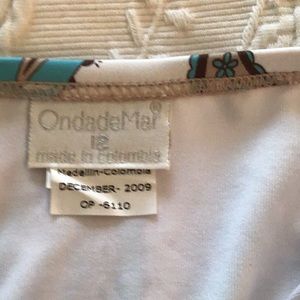 OndadeMar®
12
made in colombia
Medellin-Colombia
DECEMBER- 2009
OP -6110